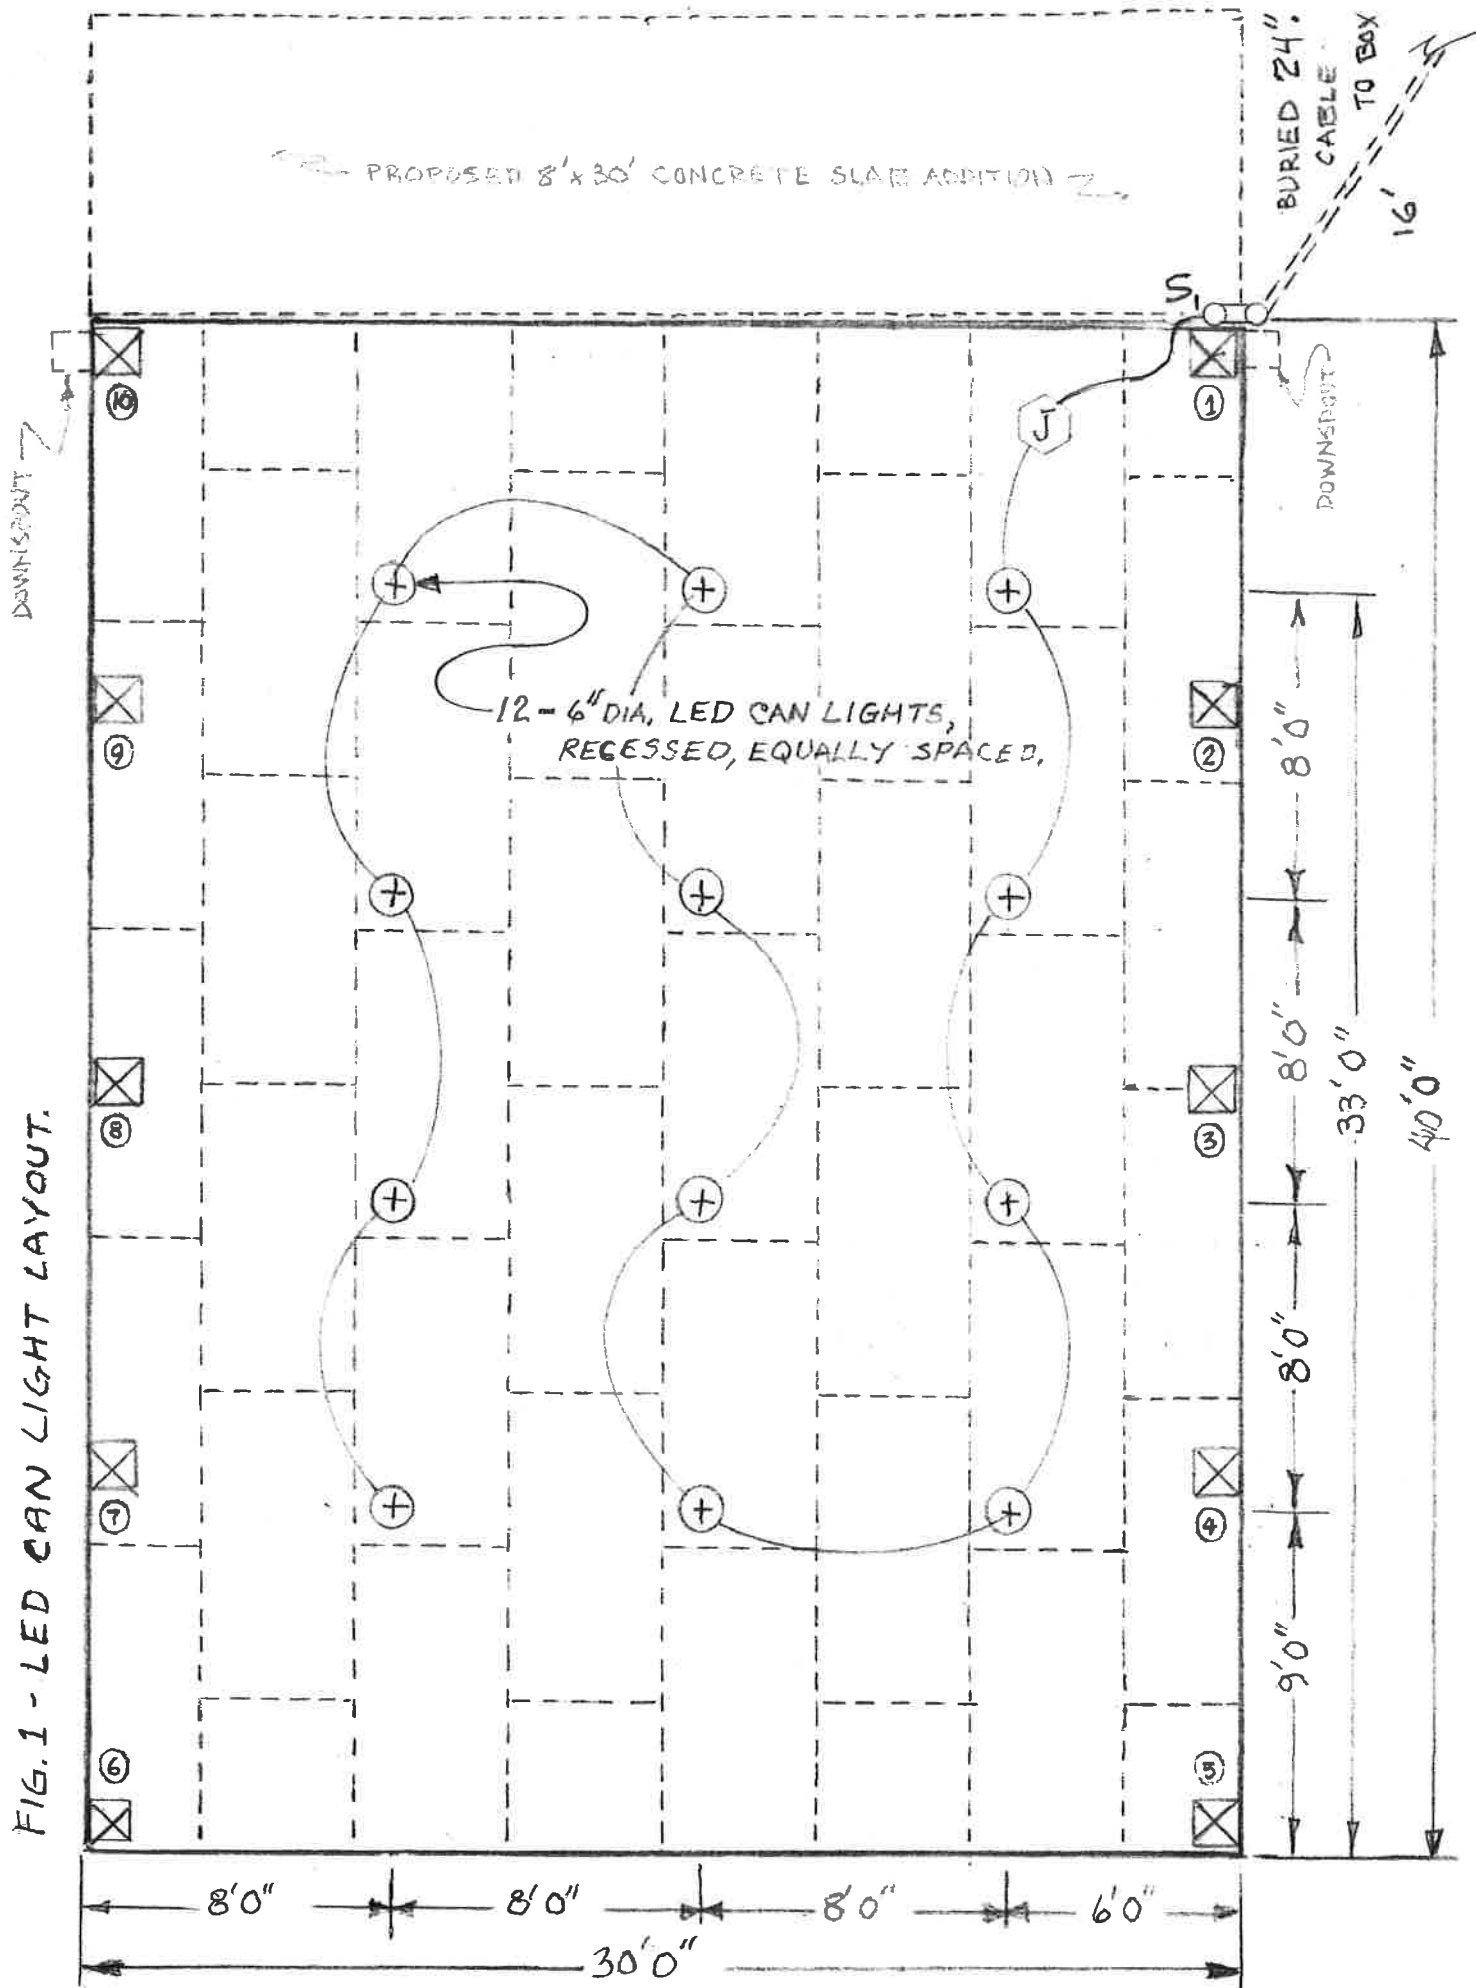 PROPOSED 8'x30' CONCRETE SLAB ADDITION
BURIED 24".
CABLE
TO BOX
16'
S1
J
DOWNSPOUT
DOWNSPOUT
10
1
12-6" DIA. LED CAN LIGHTS,
RECESSED, EQUALLY SPACED.
9
2
8
3
7
4
6
5
8'0"
8'0"
8'0"
9'0"
33'0"
40'0"
8'0"
8'0"
8'0"
6'0"
30'0"
FIG. 1 - LED CAN LIGHT LAYOUT.